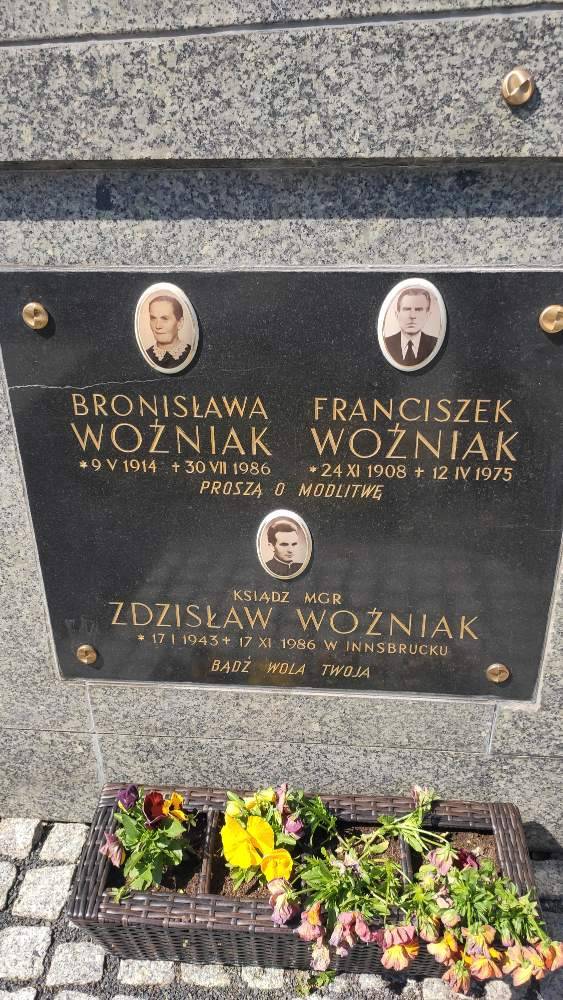 BRONISŁAWA
WOŹNIAK
*9 V 1914 +30 VII 1986
FRANCISZEK
WOŹNIAK
*24 XI 1908 + 12 IV 1975
PROSZĄ O MODLITWĘ
KSIĄDZ MGR
ZDZISŁAW WOŹNIAK
*17 I 1943 + 17 XI 1986 W INNSBRUCKU
BĄDŹ WOLA TWOJA